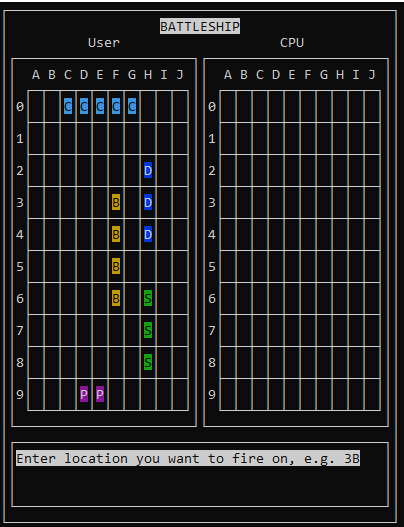 BATTLESHIP
User CPU
A B C D E F G H I J A B C D E F G H I J
0 C C C C C 0
1 1
2 D 2
3 B D 3
4 B D 4
5 B 5
6 B S 6
7 S 7
8 S 8
9 P P 9
Enter location you want to fire on, e.g. 3B